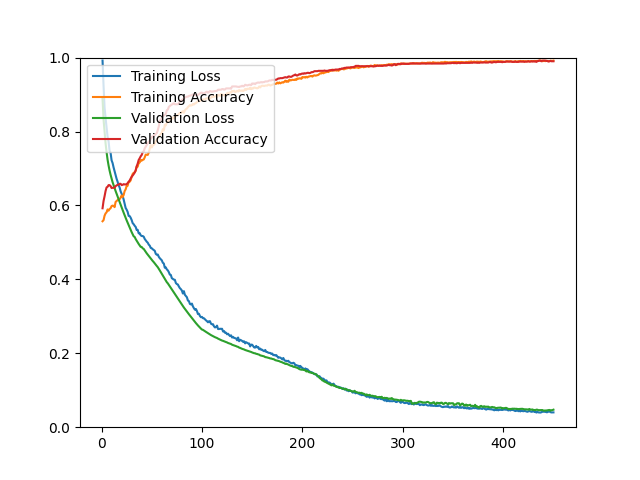 1.0
0.8
0.6
0.4
0.2
0.0
Training Loss
Training Accuracy
Validation Loss
Validation Accuracy
0 100 200 300 400